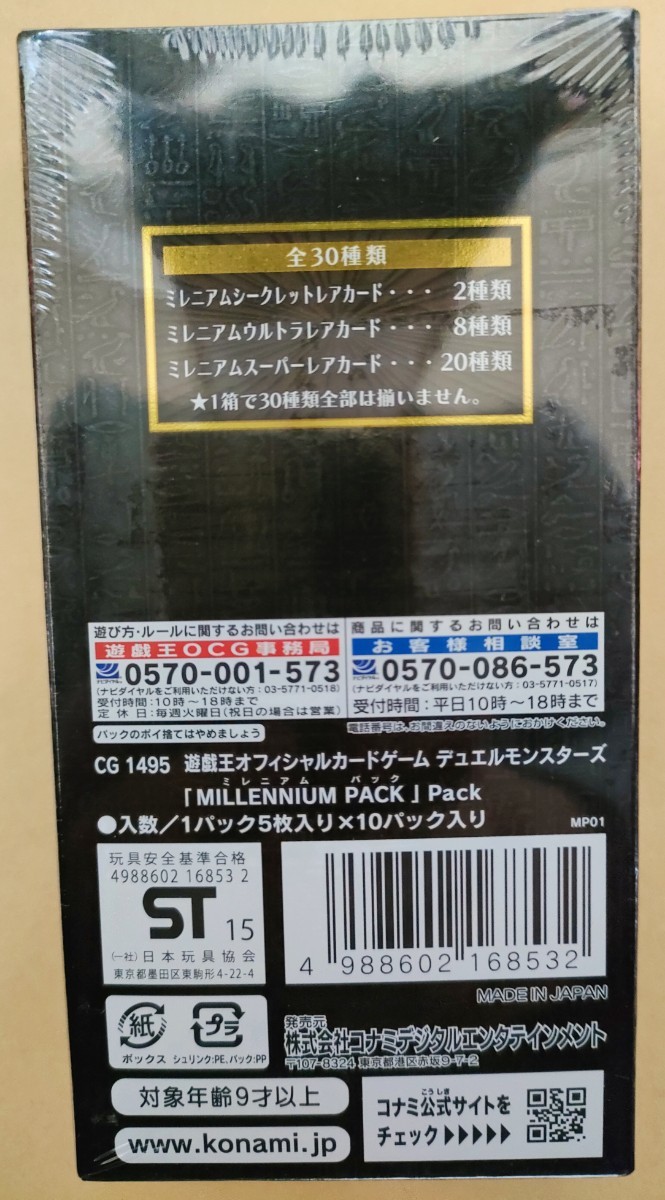 全30種類
ミレニアムシークレットレアカード・・・ 2種類
ミレニアムウルトラレアカード・・・ 8種類
ミレニアムスーパーレアカード・・・ 20種類
★1箱で30種類全部は揃いません。
遊び方・ルールに関するお問い合わせは
遊戯王OCG事務局
ナビダイヤル 0570-001-573
(ナビダイヤルをご利用いただけない方:03-5771-0518)
受付時間:10時〜18時
定休日:毎週火曜日(祝日の場合は営業)
商品に関するお問い合わせは
お客様相談室
ナビダイヤル 0570-086-573
(ナビダイヤルをご利用いただけない方:03-5771-0517)
受付時間:平日10時〜18時まで
電話番号は、お間違えのないようにおかけください。
パックのポイ捨てはやめましょう
CG 1495 遊戯王オフィシャルカードゲーム デュエルモンスターズ
ミレニアム パック
「MILLENNIUM PACK」Pack
●入数/1パック5枚入り×10パック入り
MP01
玩具安全基準合格
4988602 16853 2
ST 15
(一社)日本玩具協会
東京都墨田区東駒形4-22-4
4 988602 168532
MADE IN JAPAN
紙
ボックス
プラ
シュリンク:PE、パック:PP
発売元
株式会社コナミデジタルエンタテインメント
〒107-8324 東京都港区赤坂9-7-2
対象年齢9才以上
www.konami.jp
こうしき
コナミ公式サイトを
チェック▶▶▶▶▶